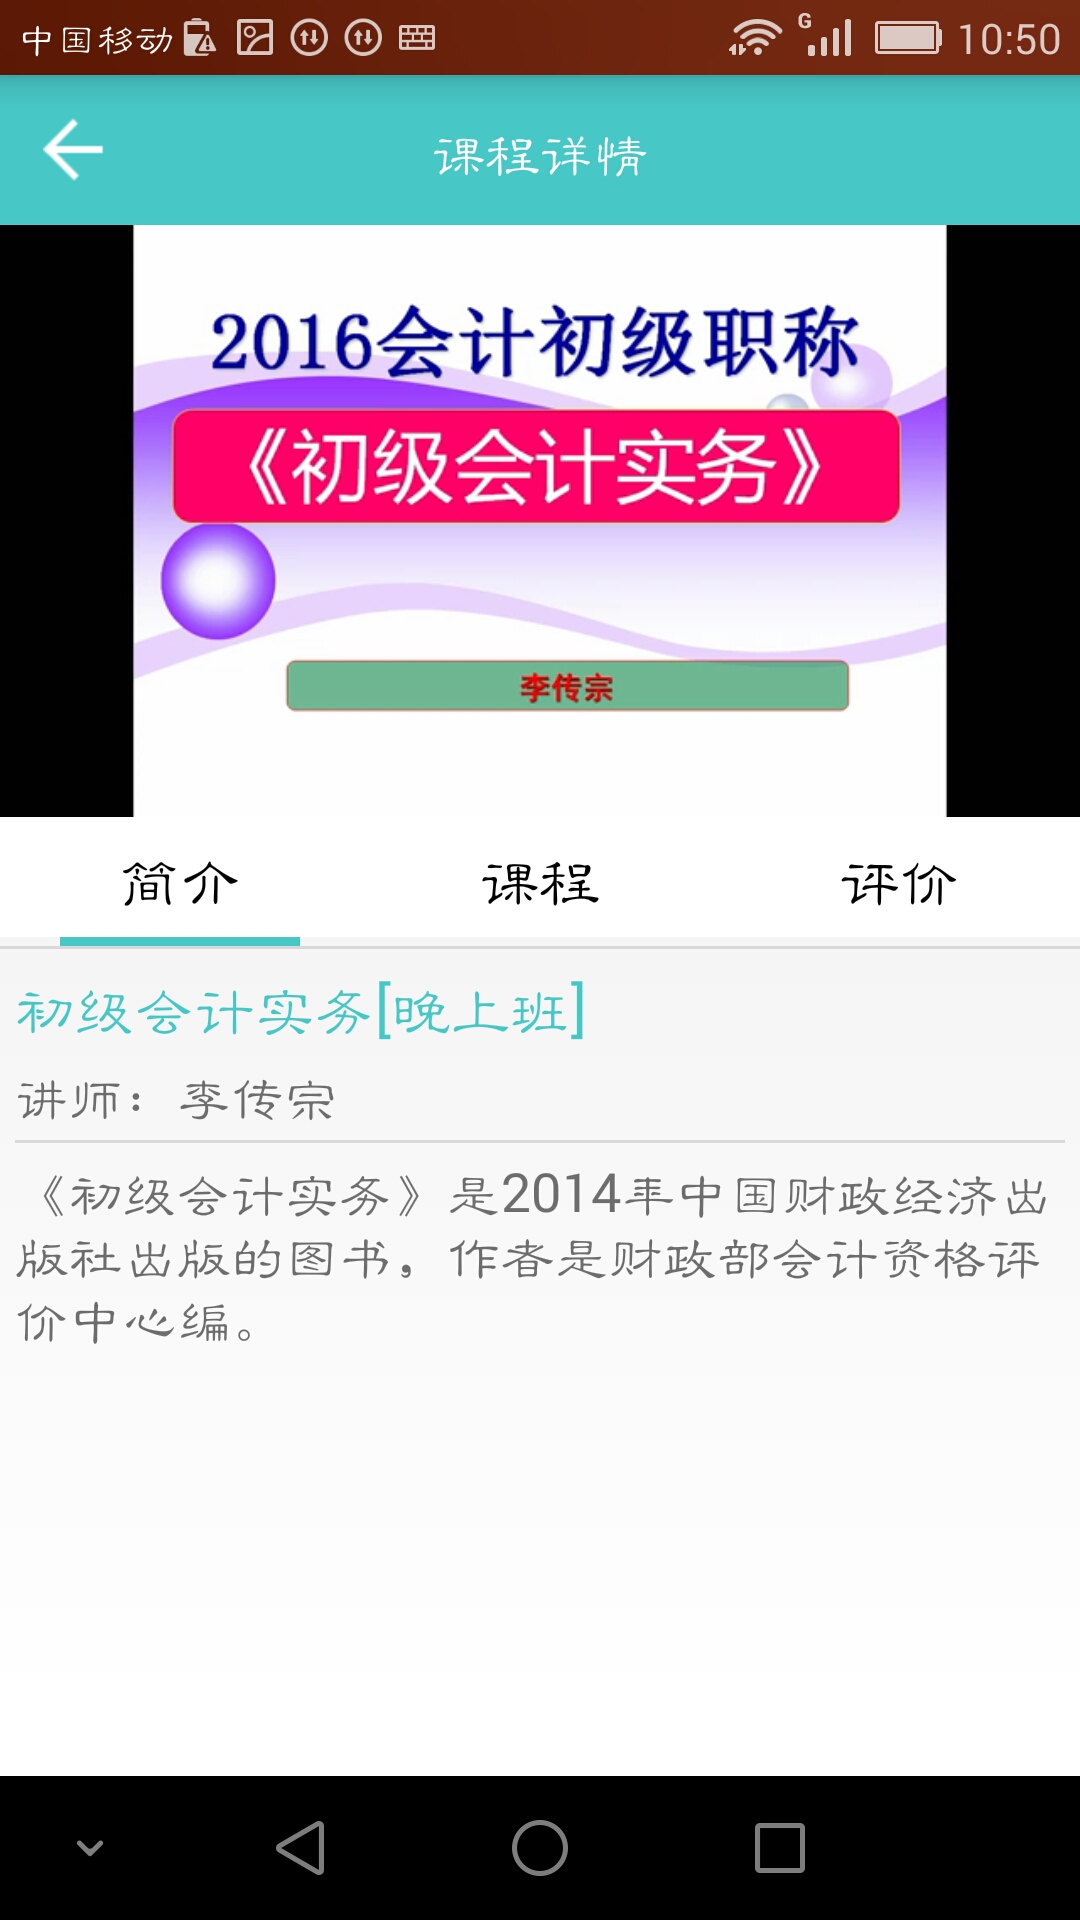 中国移动
G
10:50
课程详情
2016会计初级职称
《初级会计实务》
李传宗
简介
课程
评价
初级会计实务[晚上班]
讲师：李传宗
《初级会计实务》是2014年中国财政经济出
版社出版的图书，作者是财政部会计资格评
价中心编。